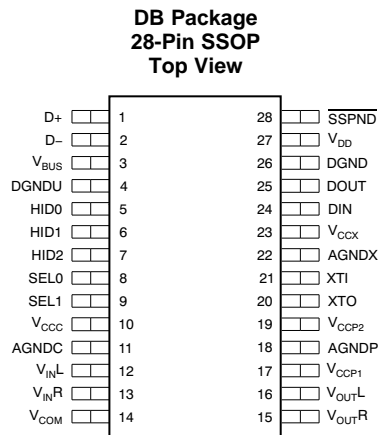 DB Package
28-Pin SSOP
Top View
D+ 1 28 SSPND
D– 2 27 VDD
VBUS 3 26 DGND
DGNDU 4 25 DOUT
HID0 5 24 DIN
HID1 6 23 VCCX
HID2 7 22 AGNDX
SEL0 8 21 XTI
SEL1 9 20 XTO
VCCC 10 19 VCCP2
AGNDC 11 18 AGNDP
VINL 12 17 VCCP1
VINR 13 16 VOUTL
VCOM 14 15 VOUTR